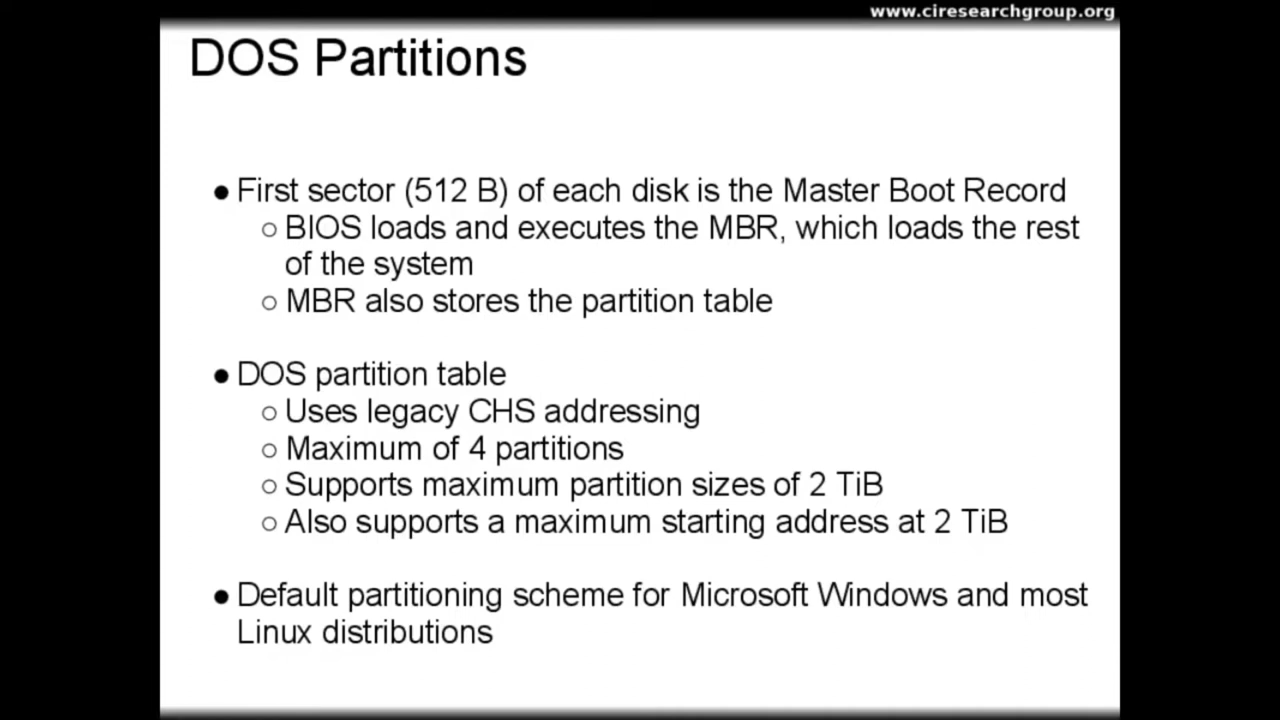 www.ciresearchgroup.org
DOS Partitions
● First sector (512 B) of each disk is the Master Boot Record
○ BIOS loads and executes the MBR, which loads the rest
of the system
○ MBR also stores the partition table
● DOS partition table
○ Uses legacy CHS addressing
○ Maximum of 4 partitions
○ Supports maximum partition sizes of 2 TiB
○ Also supports a maximum starting address at 2 TiB
● Default partitioning scheme for Microsoft Windows and most
Linux distributions